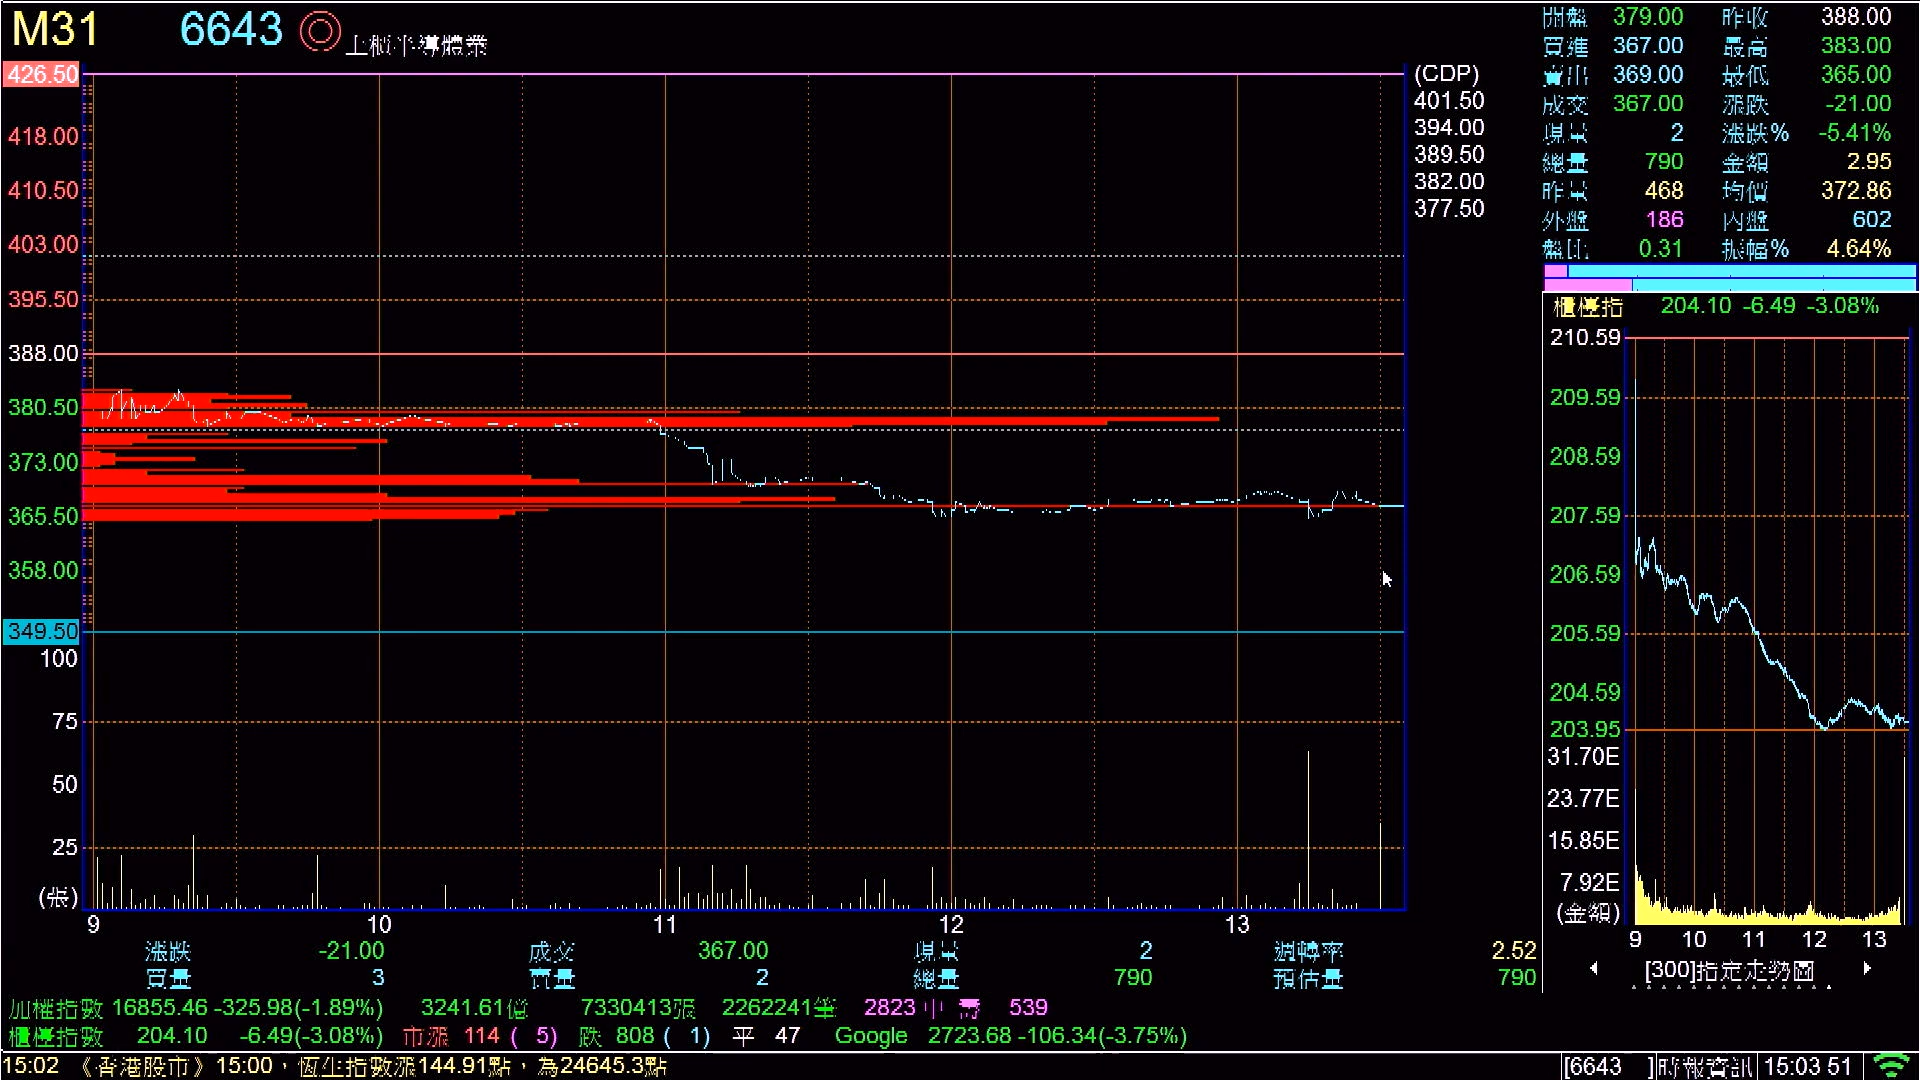 M31 6643 ◎ 上櫃半導體業
426.50
418.00
410.50
403.00
395.50
388.00
380.50
373.00
365.50
358.00
349.50
100
75
50
25
(張)
9 10 11 12 13
(CDP)
401.50
394.00
389.50
382.00
377.50
開盤 379.00 昨收 388.00
買進 367.00 最高 383.00
賣出 369.00 最低 365.00
成交 367.00 漲跌 -21.00
現量 2 漲跌% -5.41%
總量 790 金額 2.95
昨量 468 均價 372.86
外盤 186 內盤 602
盤比 0.31 振幅% 4.64%
櫃檯指 204.10 -6.49 -3.08%
210.59
209.59
208.59
207.59
206.59
205.59
204.59
203.95
31.70E
23.77E
15.85E
7.92E
(金額)
9 10 11 12 13
[300]指定走勢圖
漲跌 -21.00 成交 367.00 現量 2 週轉率 2.52
買量 3 賣量 2 總量 790 預估量 790
加權指數 16855.46 -325.98(-1.89%) 3241.61億 7330413張 2262241筆 2823 中壽 539
櫃檯指數 204.10 -6.49(-3.08%) 市漲 114 ( 5) 跌 808 ( 1) 平 47 Google 2723.68 -106.34(-3.75%)
15:02 《香港股市》15:00，恆生指數漲144.91點，為24645.3點
[6643 ]時報資訊 15:03 51